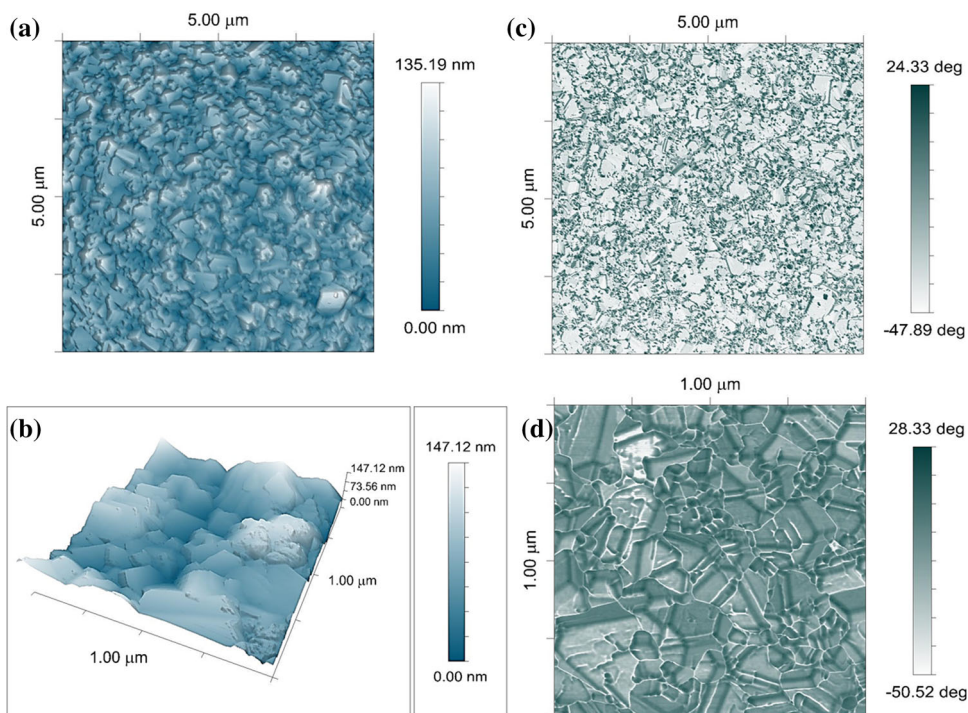 (a)
5.00 µm
5.00 µm
135.19 nm
0.00 nm
(c)
5.00 µm
5.00 µm
24.33 deg
-47.89 deg
(b)
147.12 nm
73.56 nm
0.00 nm
1.00 µm
1.00 µm
147.12 nm
0.00 nm
(d)
1.00 µm
1.00 µm
28.33 deg
-50.52 deg